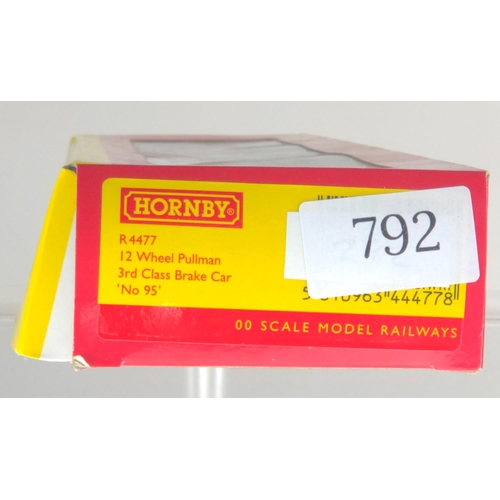 HORNBY®
R4477
12 Wheel Pullman
3rd Class Brake Car
'No 95'
792
444778
00 SCALE MODEL RAILWAYS